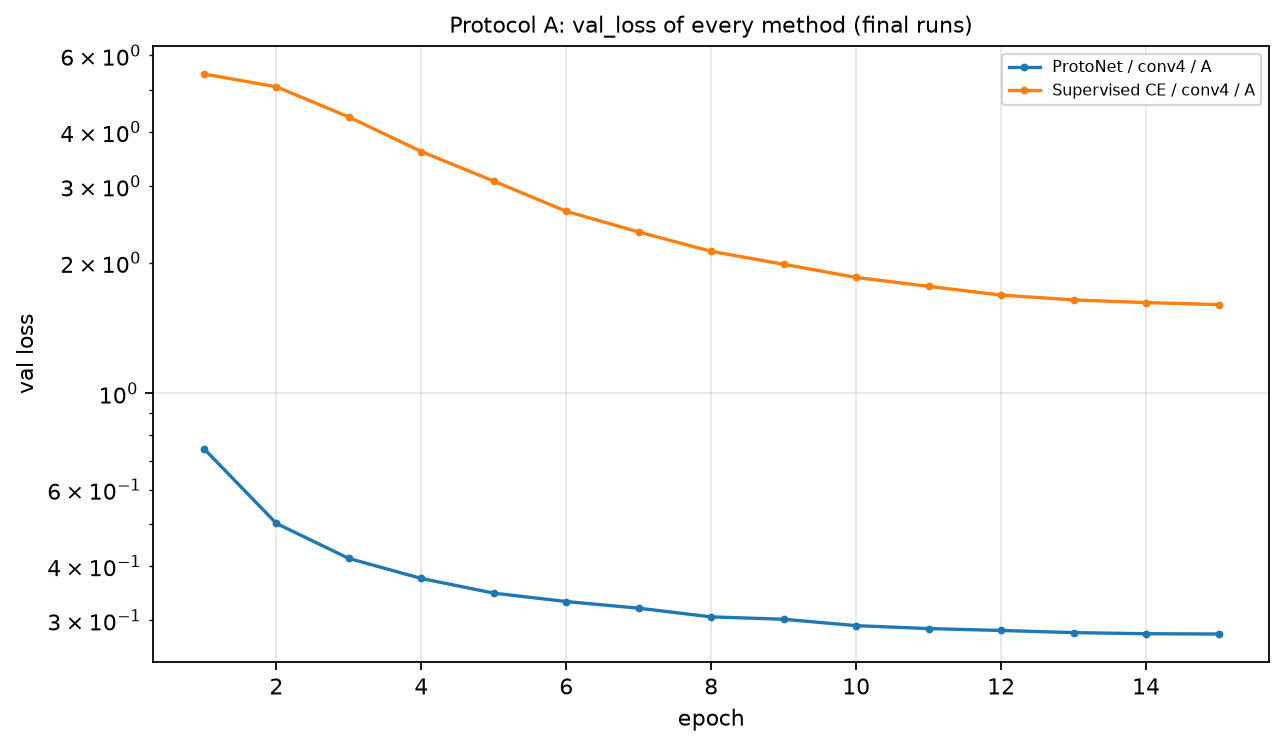 Protocol A: val_loss of every method (final runs)
ProtoNet / conv4 / A
Supervised CE / conv4 / A
val loss
6 × 10⁰
4 × 10⁰
3 × 10⁰
2 × 10⁰
10⁰
6 × 10⁻¹
4 × 10⁻¹
3 × 10⁻¹
2 4 6 8 10 12 14
epoch